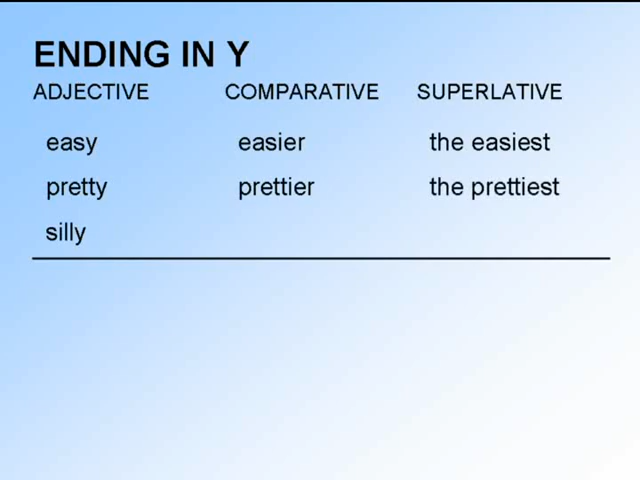 ENDING IN Y
ADJECTIVE COMPARATIVE SUPERLATIVE
easy easier the easiest
pretty prettier the prettiest
silly